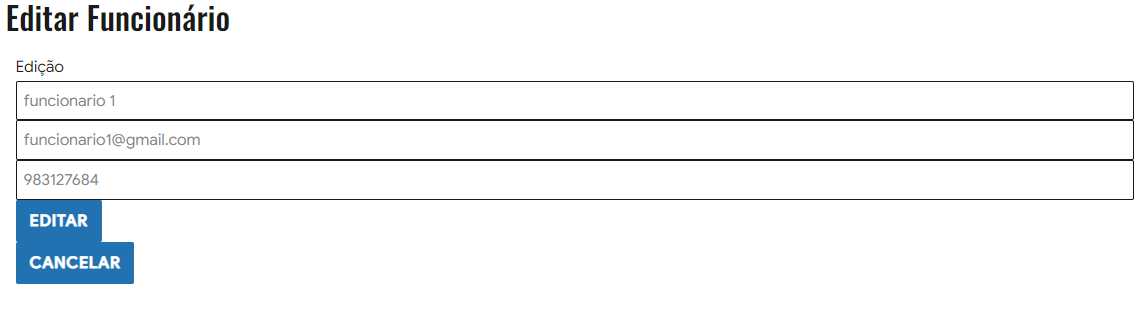 Editar Funcionário
Edição
funcionario 1
funcionario1@gmail.com
983127684
EDITAR
CANCELAR